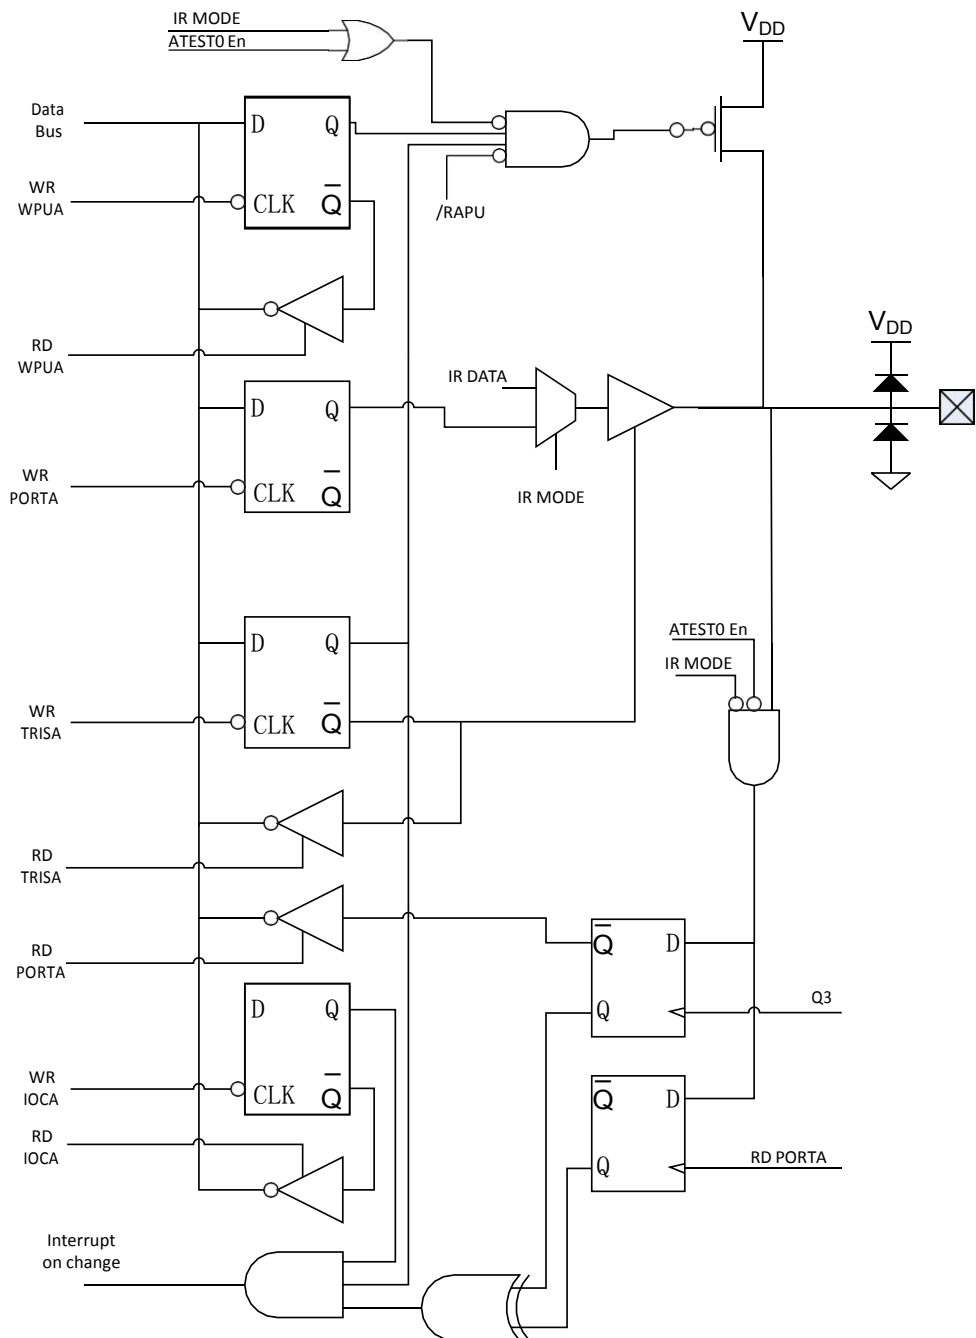 IR MODE
ATEST0 En
VDD
Data
Bus
D
Q
WR
WPUA
CLK
Q
/RAPU
RD
WPUA
VDD
IR DATA
D
Q
WR
PORTA
CLK
Q
IR MODE
D
Q
ATEST0 En
IR MODE
WR
TRISA
CLK
Q
RD
TRISA
RD
PORTA
Q
D
Q
Q3
D
Q
WR
IOCA
CLK
Q
Q
D
RD
IOCA
Q
RD PORTA
Interrupt
on change